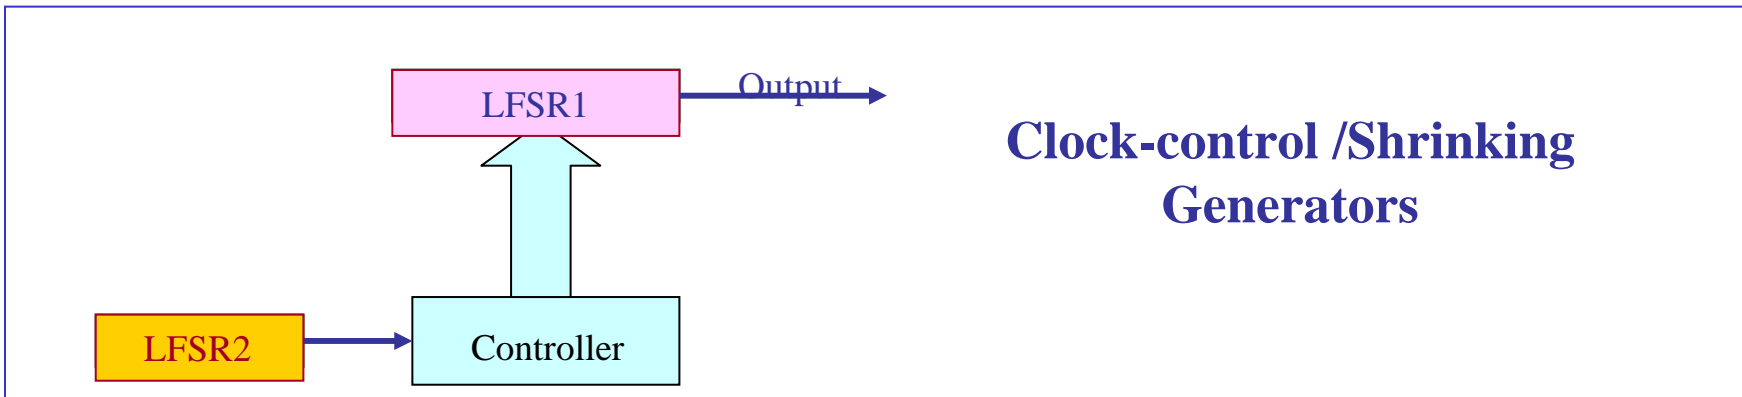 Output
LFSR1
Clock-control /Shrinking
Generators
LFSR2
Controller